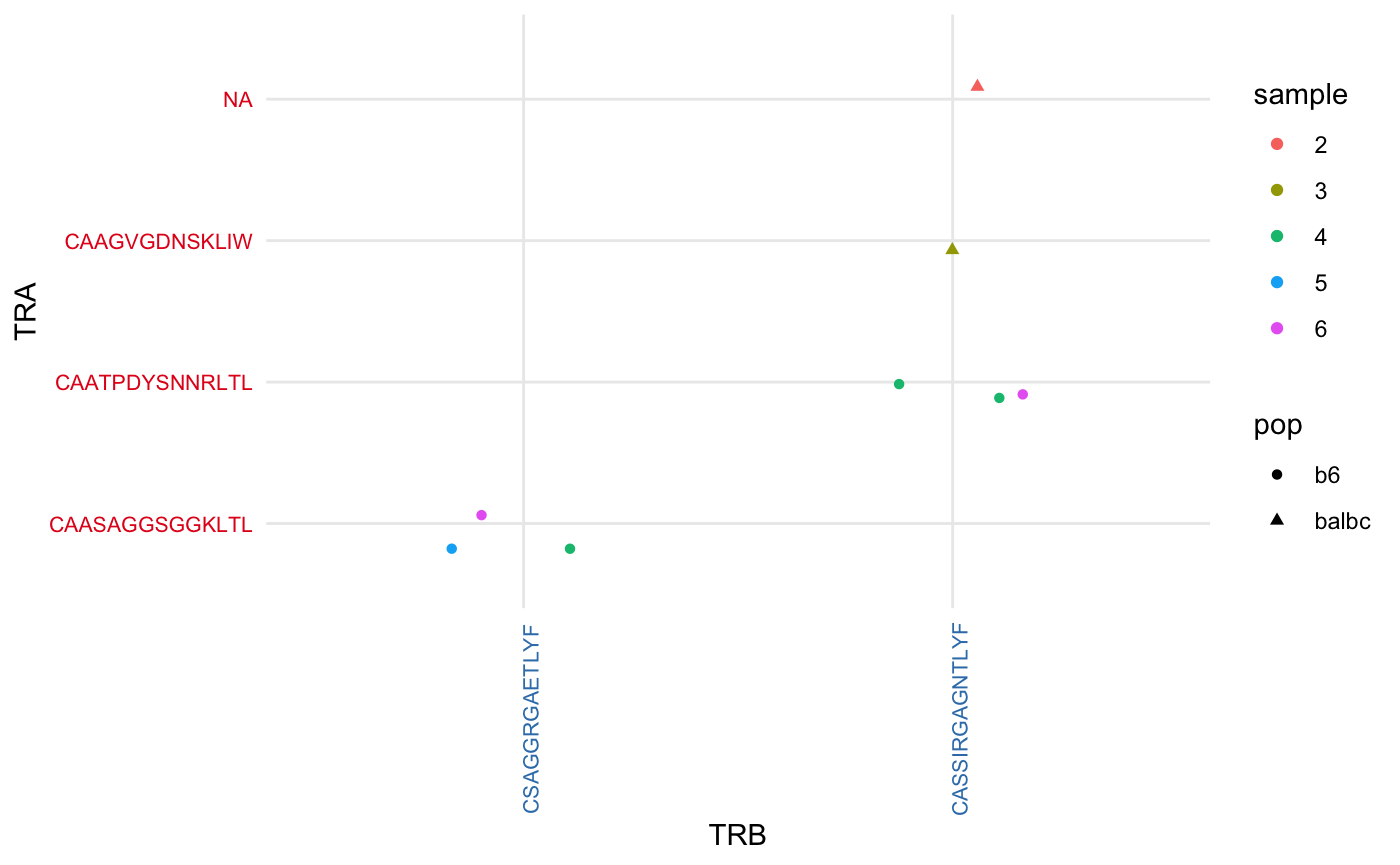 NA
CAAGVGDNSKLIW
CAATPDYSNNRLTL
CAASAGGSGGKLTL
TRA
CSAGGRGAETLYF
CASSIRGAGNTLYF
TRB
sample
2
3
4
5
6
pop
b6
balbc